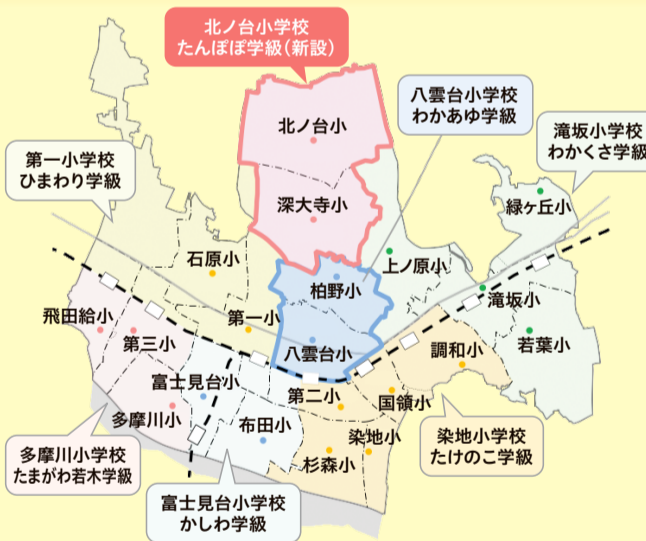 北ノ台小学校
たんぽぽ学級(新設)
八雲台小学校
わかあゆ学級
滝坂小学校
わかくさ学級
第一小学校
ひまわり学級
北ノ台小
深大寺小
緑ヶ丘小
石原小
上ノ原小
柏野小
滝坂小
飛田給小
第一小
第三小
八雲台小
調和小
若葉小
富士見台小
第二小
国領小
多摩川小
布田小
染地小
杉森小
多摩川小学校
たまがわ若木学級
染地小学校
たけのこ学級
富士見台小学校
かしわ学級